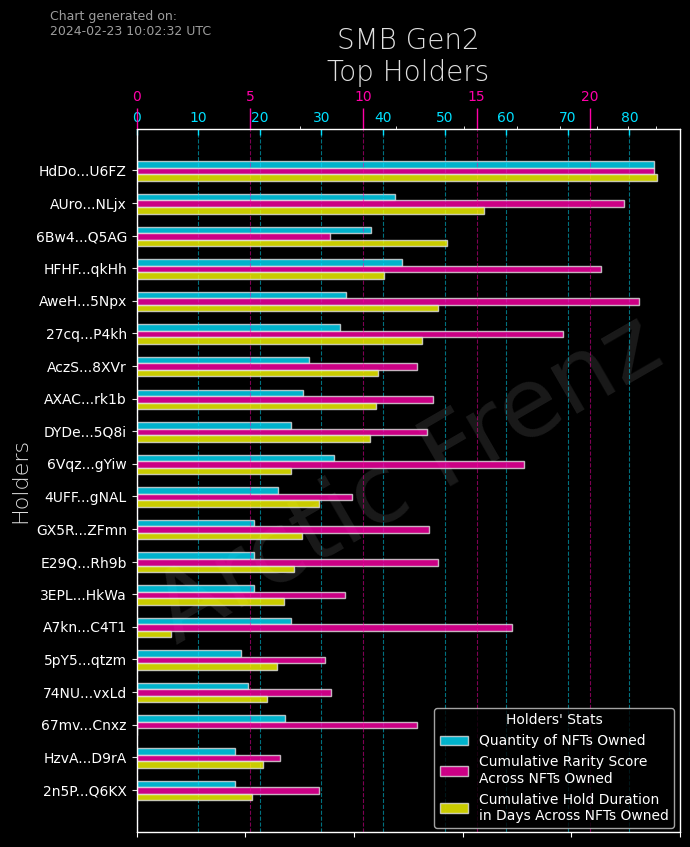 Chart generated on:
2024-02-23 10:02:32 UTC
SMB Gen2
Top Holders
0 5 10 15 20
0 10 20 30 40 50 60 70 80
Holders
HdDo...U6FZ
AUro...NLjx
6Bw4...Q5AG
HFHF...qkHh
AweH...5Npx
27cq...P4kh
AczS...8XVr
AXAC...rk1b
DYDe...5Q8i
6Vqz...gYiw
4UFF...gNAL
GX5R...ZFmn
E29Q...Rh9b
3EPL...HkWa
A7kn...C4T1
5pY5...qtzm
74NU...vxLd
67mv...Cnxz
HzvA...D9rA
2n5P...Q6KX
Arctic Frenz
Holders' Stats
Quantity of NFTs Owned
Cumulative Rarity Score
Across NFTs Owned
Cumulative Hold Duration
in Days Across NFTs Owned